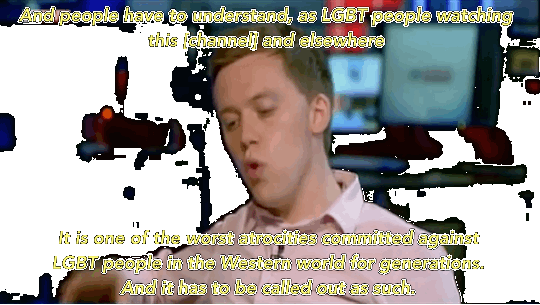 And people have to understand, as LGBT people watching
this [channel] and elsewhere
It is one of the worst atrocities committed against
LGBT people in the Western world for generations.
And it has to be called out as such.